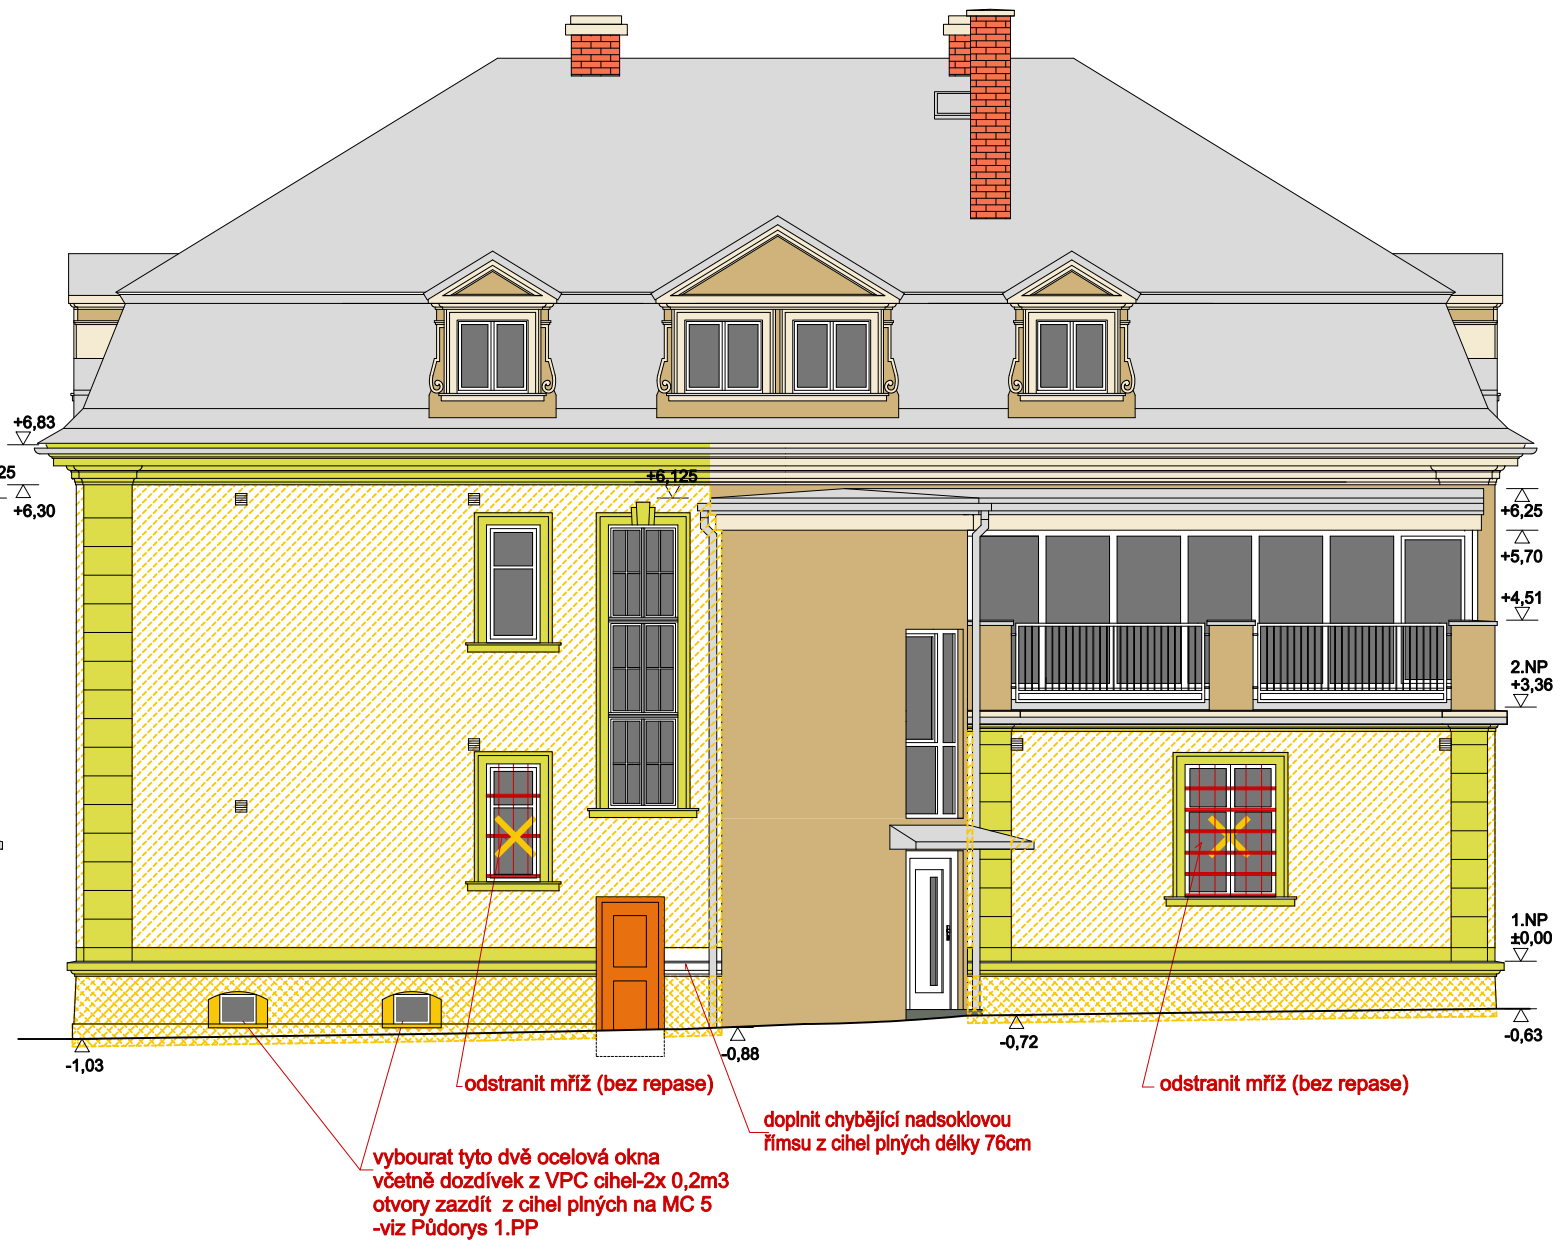 +6,83
25
+6,30
+6,125
+6,25
+5,70
+4,51
2.NP
+3,36
1.NP
±0,00
-1,03
-0,88
-0,72
-0,63
odstranit mříž (bez repase)
odstranit mříž (bez repase)
doplnit chybějící nadsoklovou
římsu z cihel plných délky 76cm
vybourat tyto dvě ocelová okna
včetně dozdívek z VPC cihel-2x 0,2m3
otvory zazdít z cihel plných na MC 5
-viz Půdorys 1.PP